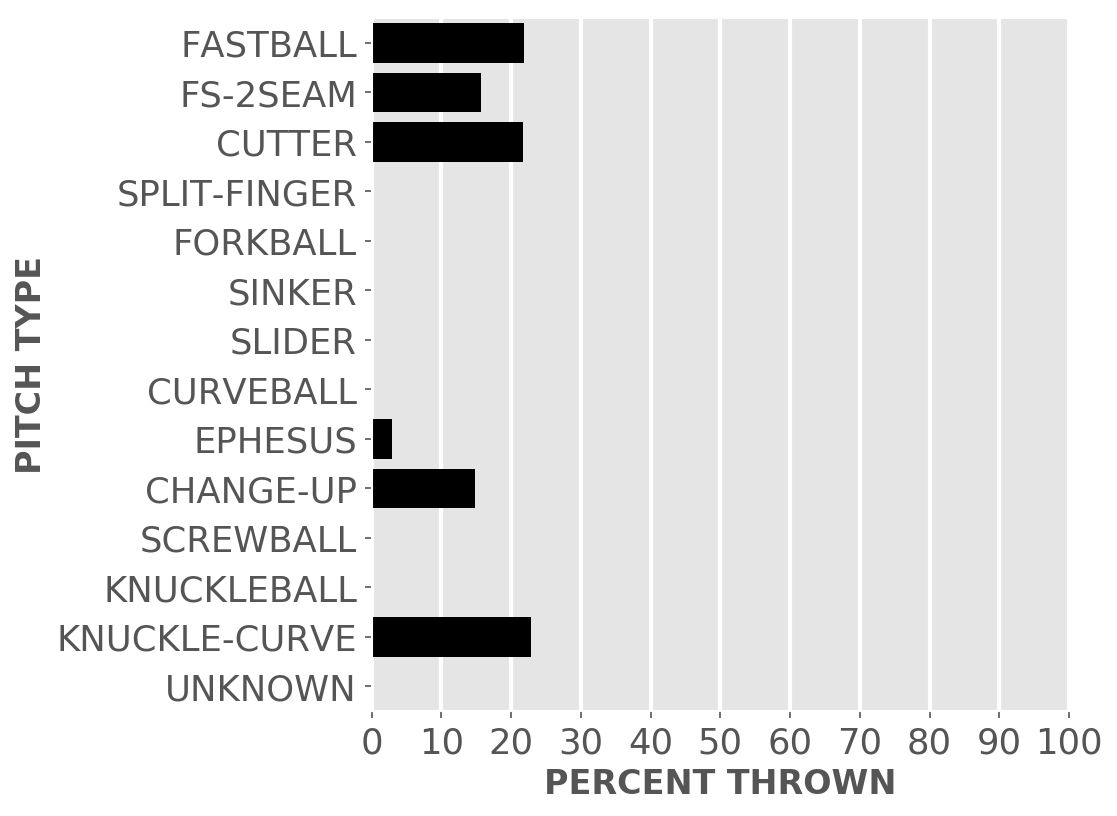 FASTBALL
FS-2SEAM
CUTTER
SPLIT-FINGER
FORKBALL
SINKER
SLIDER
CURVEBALL
EPHESUS
CHANGE-UP
SCREWBALL
KNUCKLEBALL
KNUCKLE-CURVE
UNKNOWN
PITCH TYPE
0 10 20 30 40 50 60 70 80 90 100
PERCENT THROWN